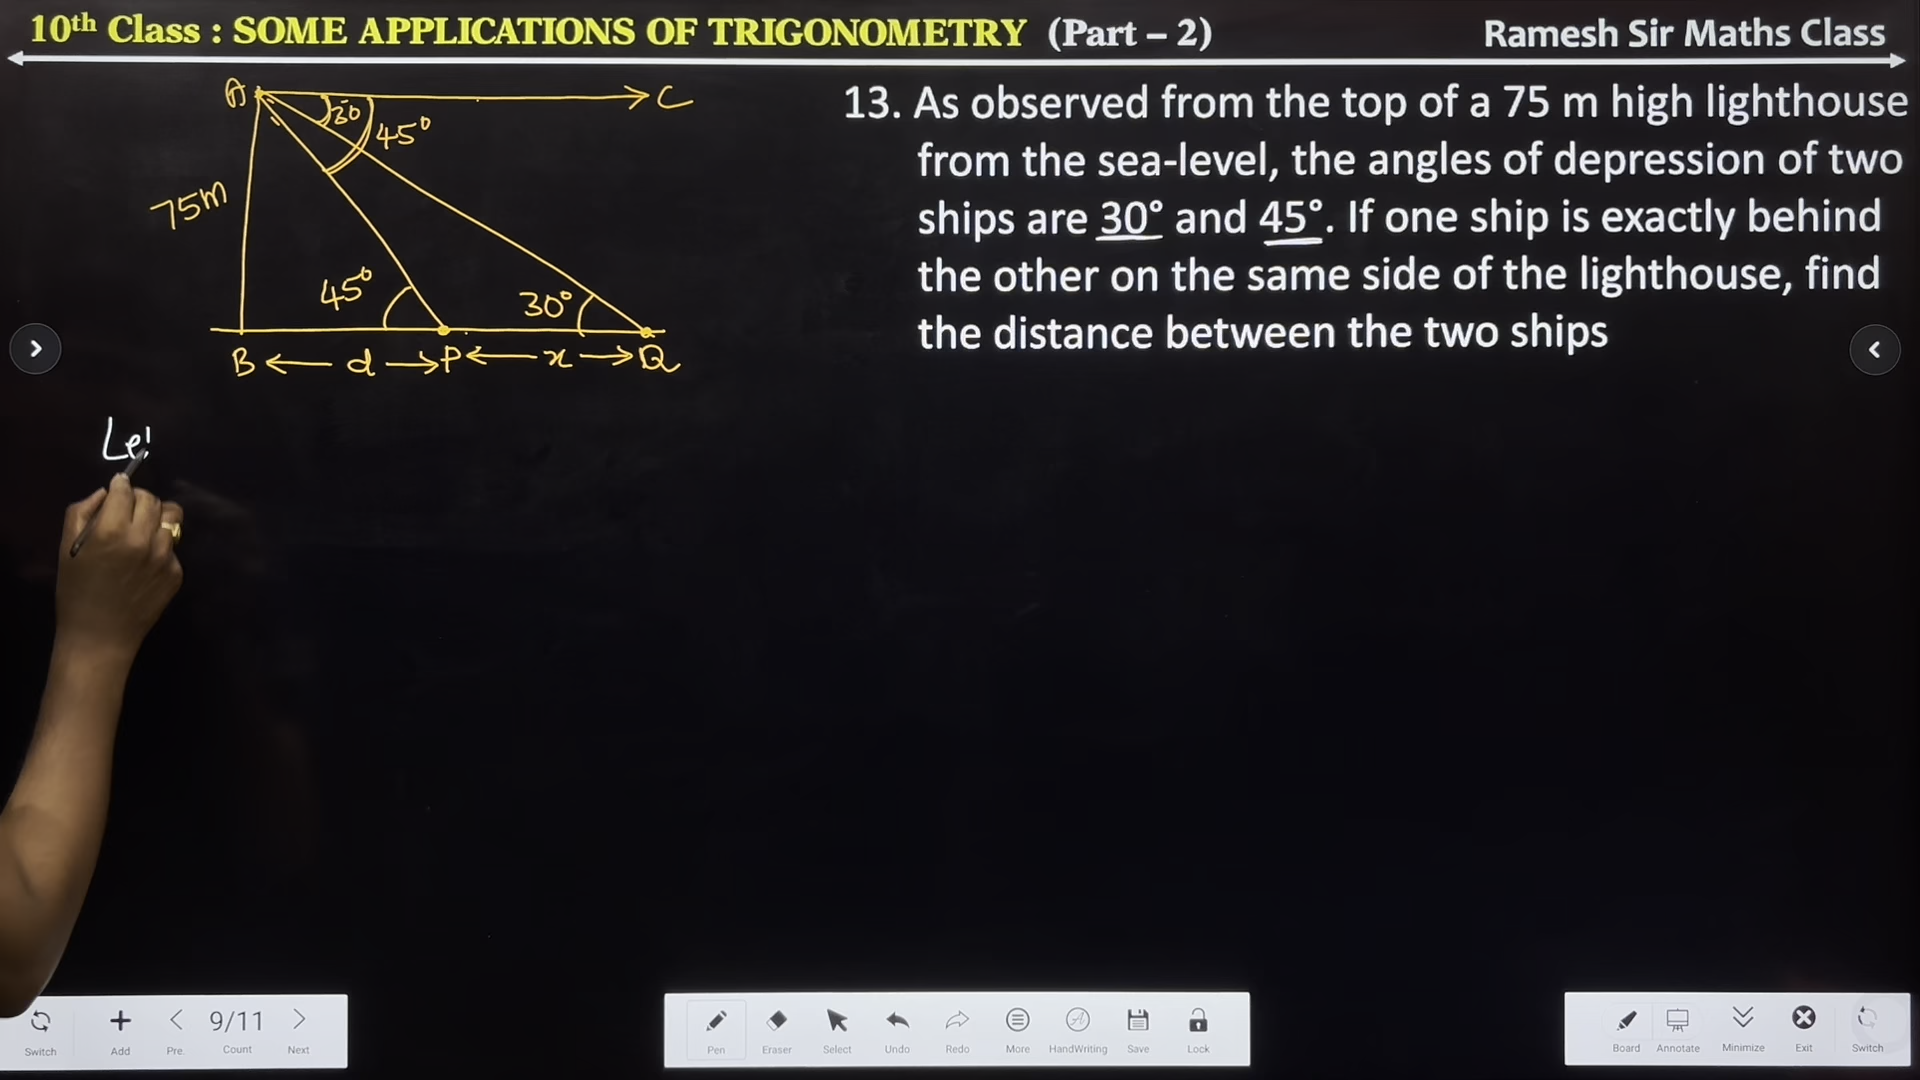 10th Class : SOME APPLICATIONS OF TRIGONOMETRY (Part – 2)
Ramesh Sir Maths Class
A
C
30
45°
75m
45°
30°
B ← d → P ← x → Q
Let
13. As observed from the top of a 75 m high lighthouse
from the sea-level, the angles of depression of two
ships are 30° and 45°. If one ship is exactly behind
the other on the same side of the lighthouse, find
the distance between the two ships
9/11
Switch
Add
Pre.
Count
Next
Pen
Eraser
Select
Undo
Redo
More
HandWriting
Save
Lock
Board
Annotate
Minimize
Exit
Switch